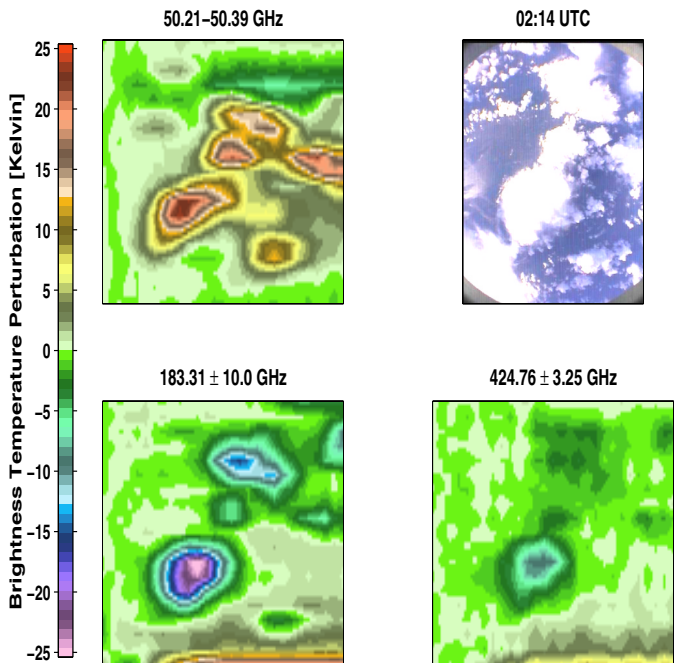 50.21−50.39 GHz
02:14 UTC
Brightness Temperature Perturbation [Kelvin]
25
20
15
10
5
0
−5
−10
−15
−20
−25
183.31 ± 10.0 GHz
424.76 ± 3.25 GHz